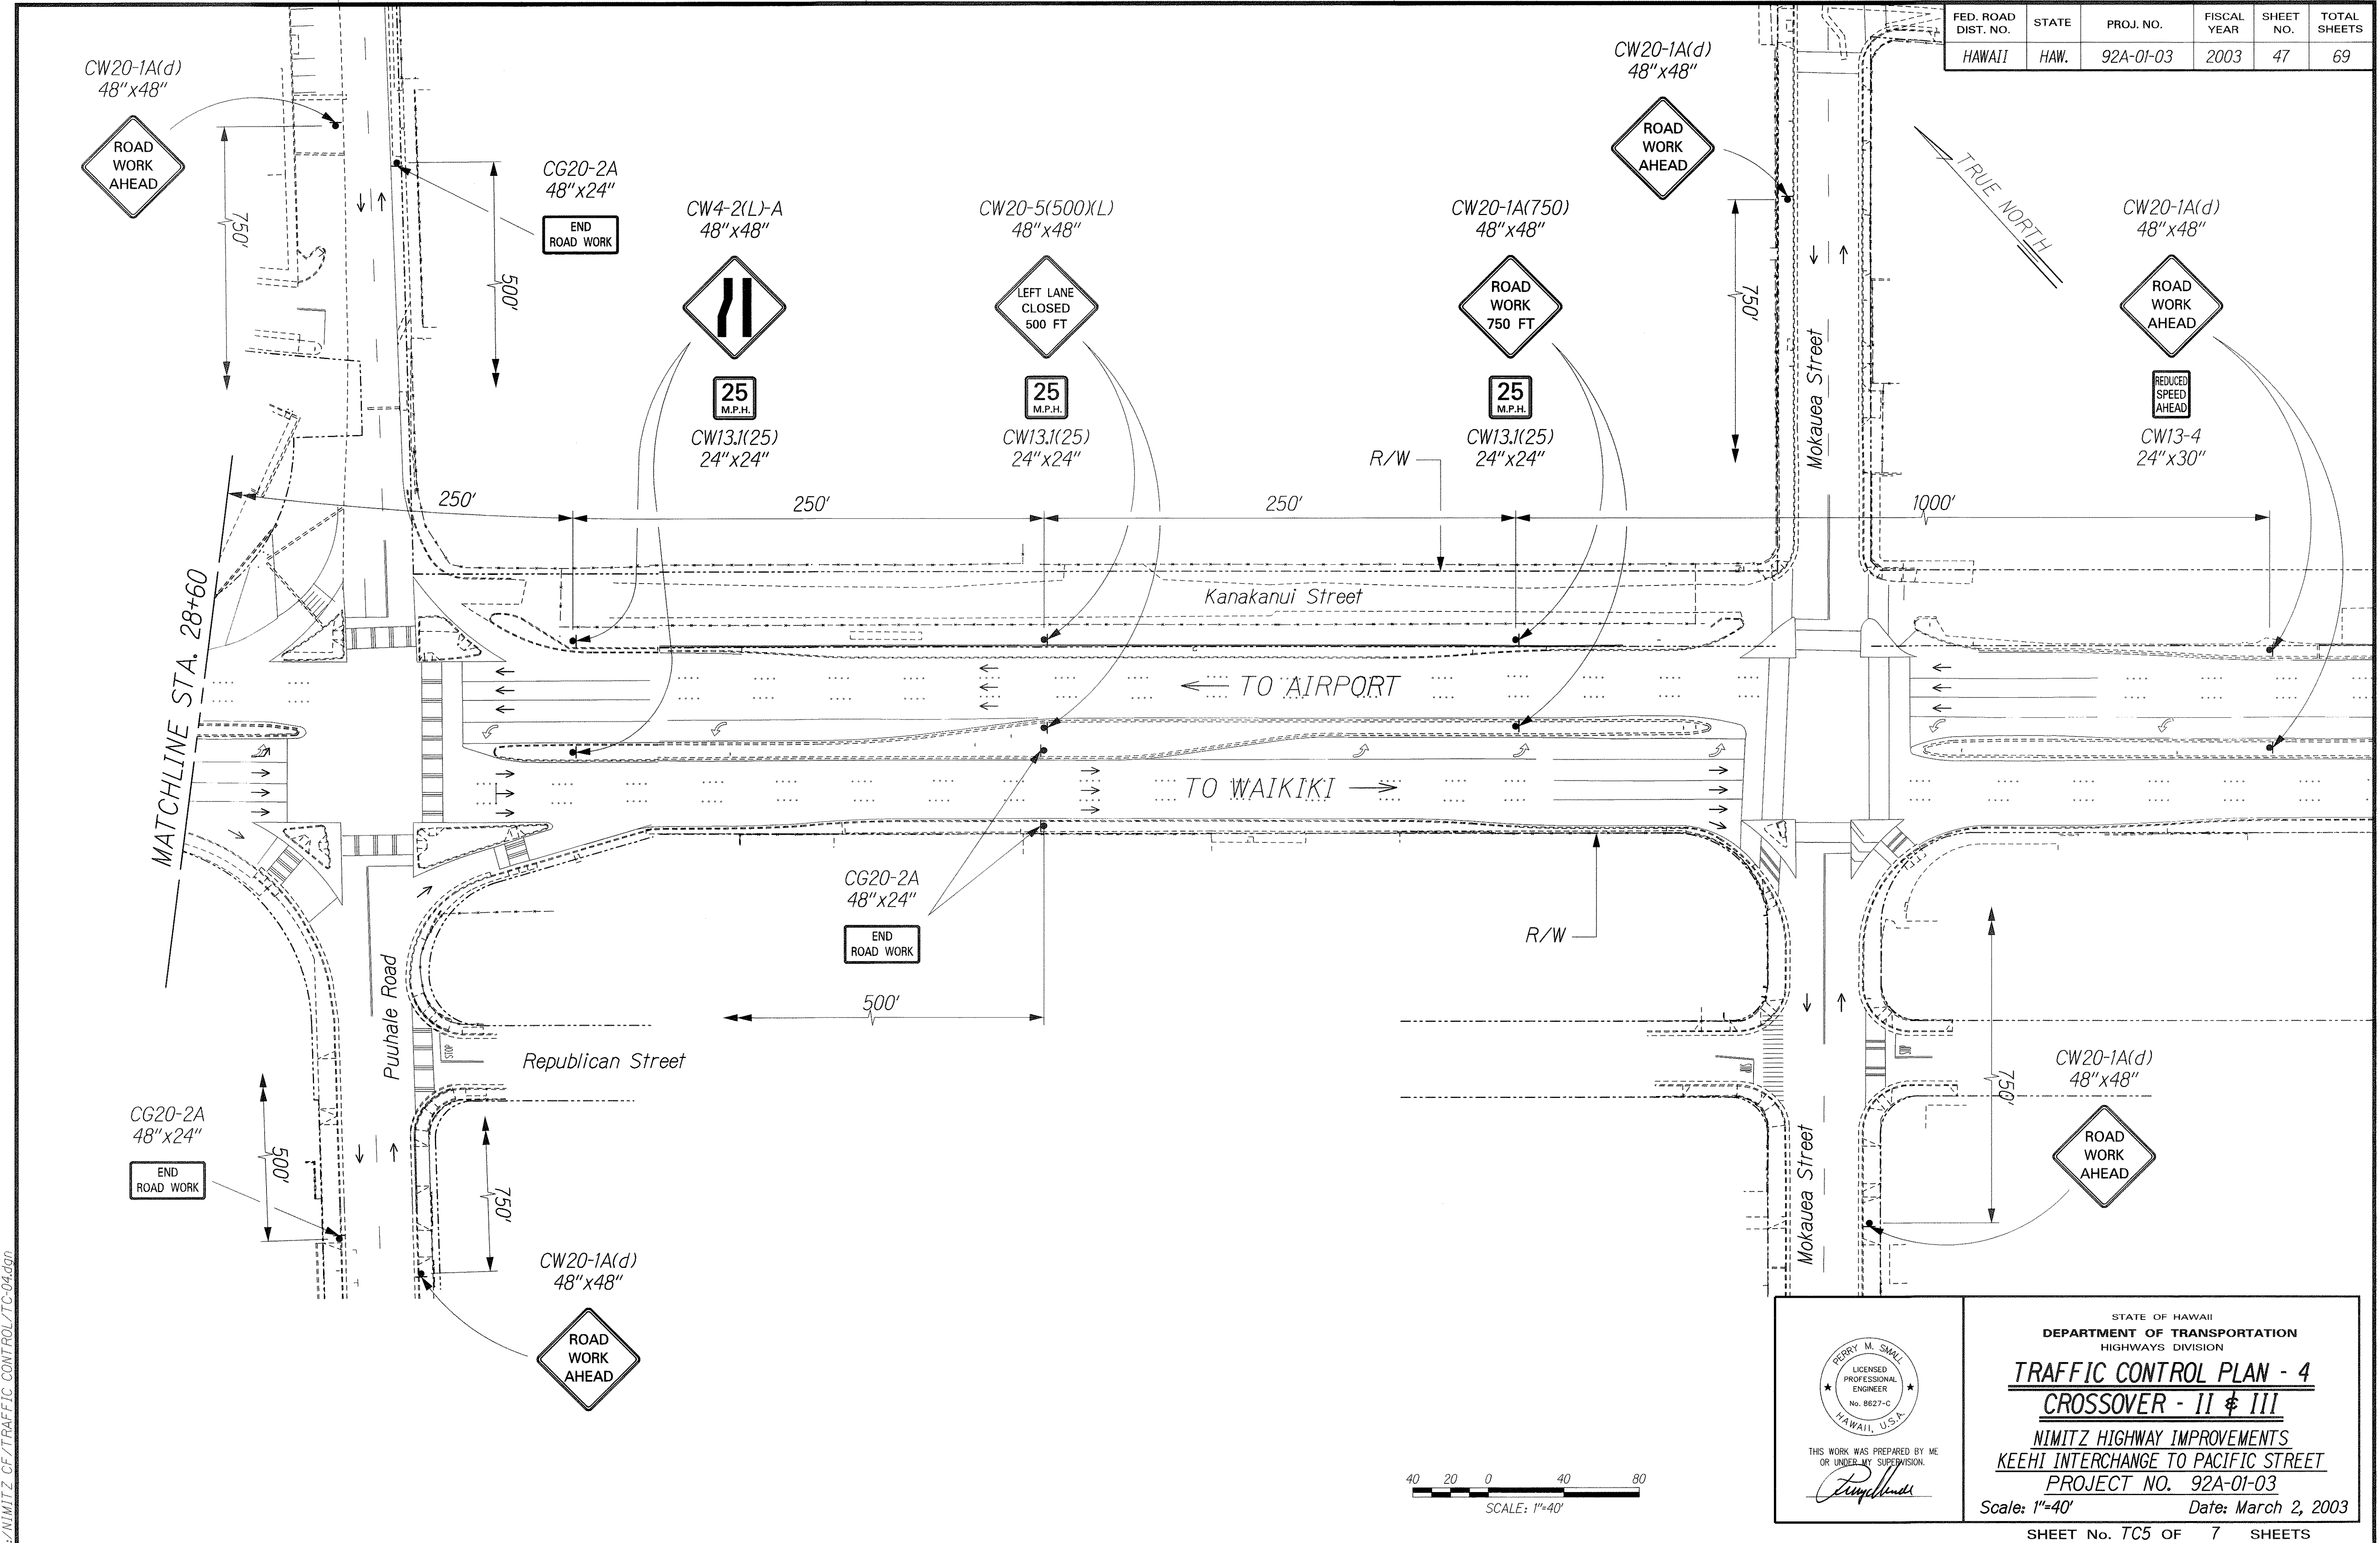 FED. ROAD DIST. NO.
STATE
PROJ. NO.
FISCAL YEAR
SHEET NO.
TOTAL SHEETS
HAWAII
HAW.
92A-01-03
2003
47
69
CW20-1A(d)
48"x48"
ROAD
WORK
AHEAD
750'
CG20-2A
48"x24"
END
ROAD WORK
500'
CW4-2(L)-A
48"x48"
25
M.P.H.
CW13.1(25)
24"x24"
CW20-5(500)(L)
48"x48"
LEFT LANE
CLOSED
500 FT
25
M.P.H.
CW13.1(25)
24"x24"
CW20-1A(750)
48"x48"
ROAD
WORK
750 FT
25
M.P.H.
CW13.1(25)
24"x24"
R/W
CW20-1A(d)
48"x48"
ROAD
WORK
AHEAD
750'
Mokauea Street
TRUE NORTH
CW20-1A(d)
48"x48"
ROAD
WORK
AHEAD
REDUCED
SPEED
AHEAD
CW13-4
24"x30"
250'
250'
250'
1000'
MATCHLINE STA. 28+60
Kanakanui Street
TO AIRPORT
TO WAIKIKI
CG20-2A
48"x24"
END
ROAD WORK
R/W
500'
Puuhale Road
STOP
Republican Street
CG20-2A
48"x24"
END
ROAD WORK
500'
750'
CW20-1A(d)
48"x48"
ROAD
WORK
AHEAD
Mokauea Street
750'
CW20-1A(d)
48"x48"
ROAD
WORK
AHEAD
40 20 0 40 80
SCALE: 1"=40'
PERRY M. SMALL
LICENSED
PROFESSIONAL
ENGINEER
No. 8627-C
HAWAII, U.S.A.
THIS WORK WAS PREPARED BY ME
OR UNDER MY SUPERVISION.
STATE OF HAWAII
DEPARTMENT OF TRANSPORTATION
HIGHWAYS DIVISION
TRAFFIC CONTROL PLAN - 4
CROSSOVER - II & III
NIMITZ HIGHWAY IMPROVEMENTS
KEEHI INTERCHANGE TO PACIFIC STREET
PROJECT NO. 92A-01-03
Scale: 1"=40' Date: March 2, 2003
SHEET No. TC5 OF 7 SHEETS
:/NIMITZ CF/TRAFFIC CONTROL/TC-04.dgn